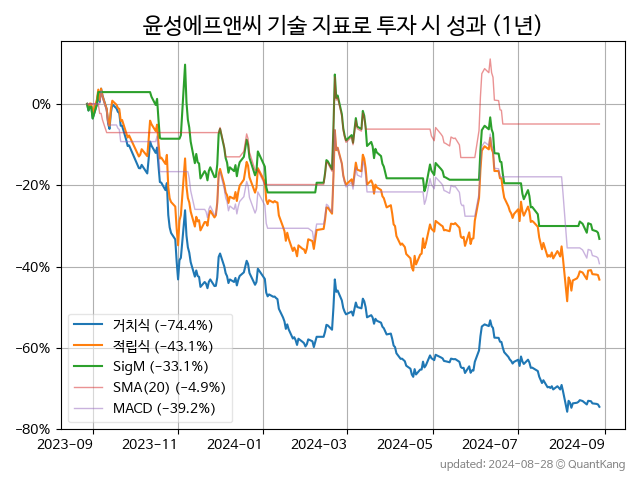 윤성에프앤씨 기술 지표로 투자 시 성과 (1년)
0%
−20%
−40%
−60%
−80%
거치식 (−74.4%)
적립식 (−43.1%)
SigM (−33.1%)
SMA(20) (−4.9%)
MACD (−39.2%)
2023-09 2023-11 2024-01 2024-03 2024-05 2024-07 2024-09
updated: 2024-08-28 © QuantKang